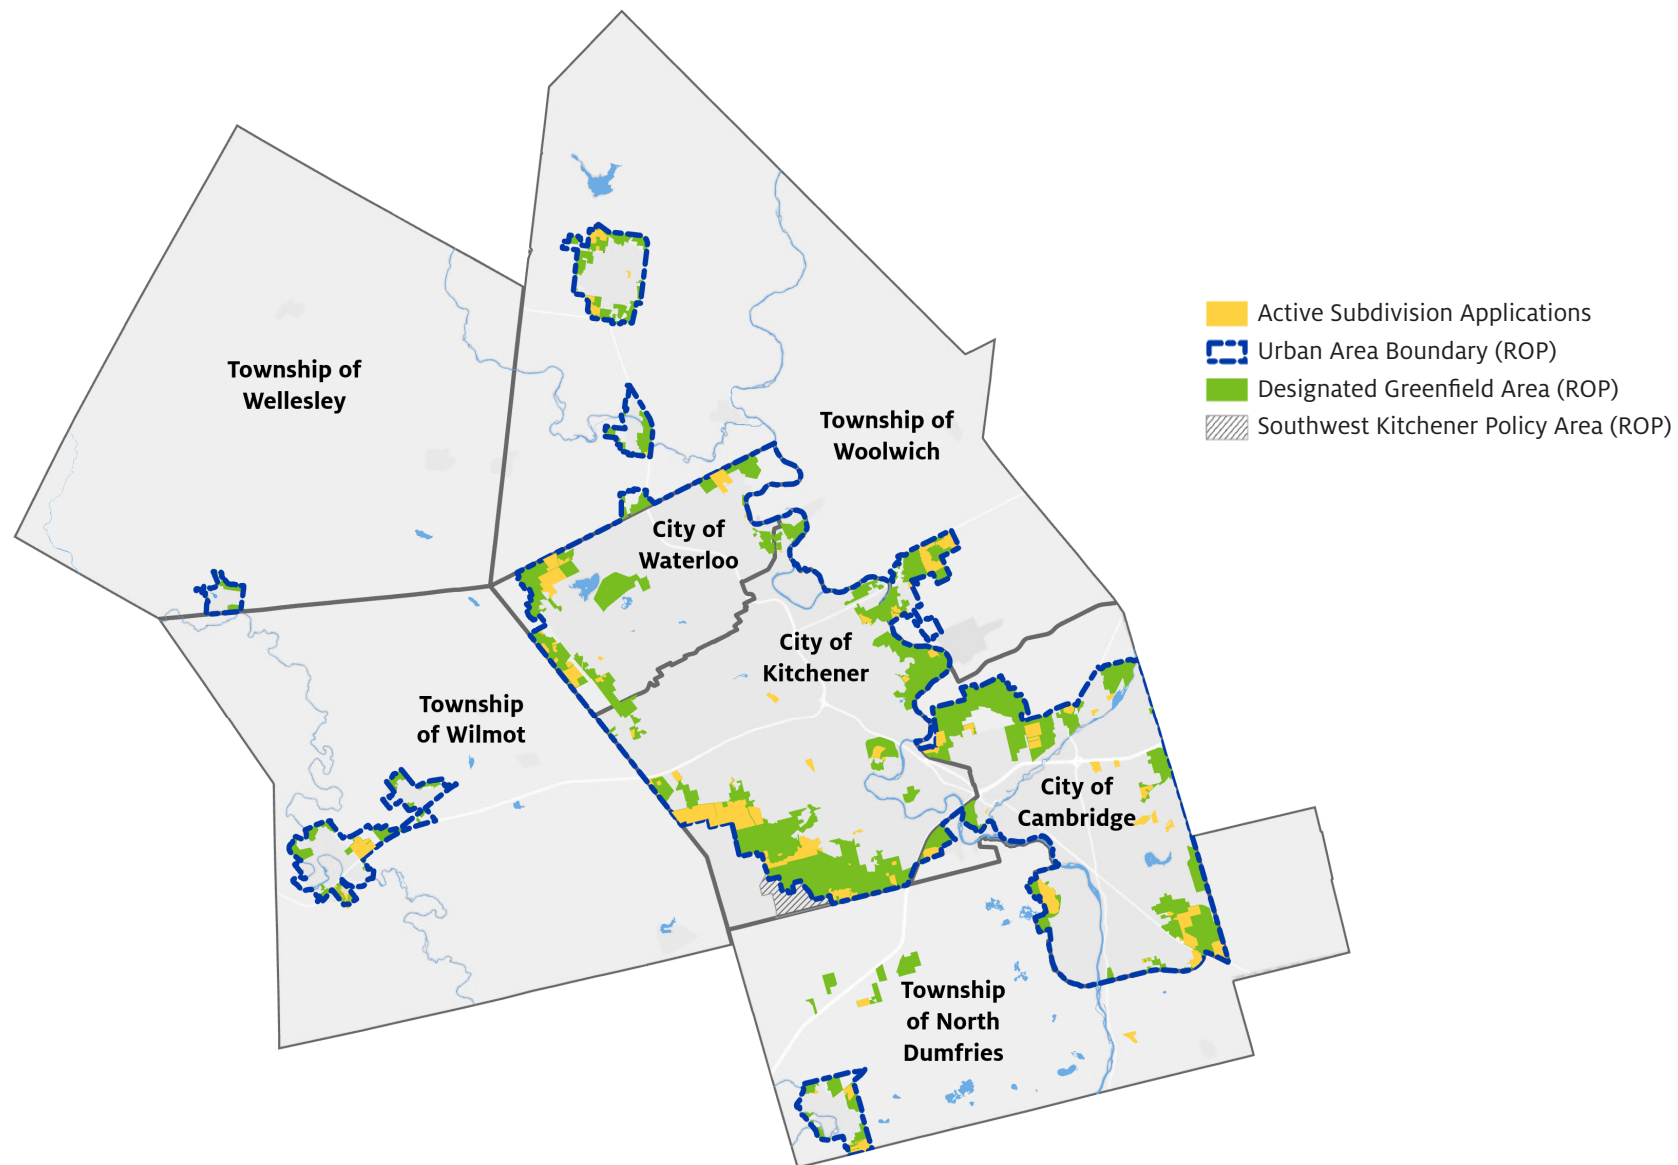 Active Subdivision Applications
Urban Area Boundary (ROP)
Designated Greenfield Area (ROP)
Southwest Kitchener Policy Area (ROP)
Township of
Wellesley
Township of
Woolwich
City of
Waterloo
City of
Kitchener
Township
of Wilmot
City of
Cambridge
Township
of North
Dumfries